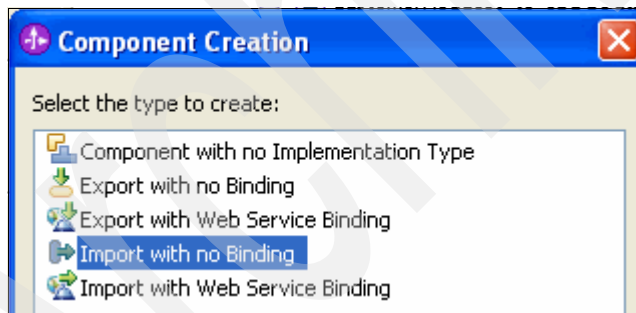 Component Creation
Select the type to create:
Component with no Implementation Type
Export with no Binding
Export with Web Service Binding
Import with no Binding
Import with Web Service Binding